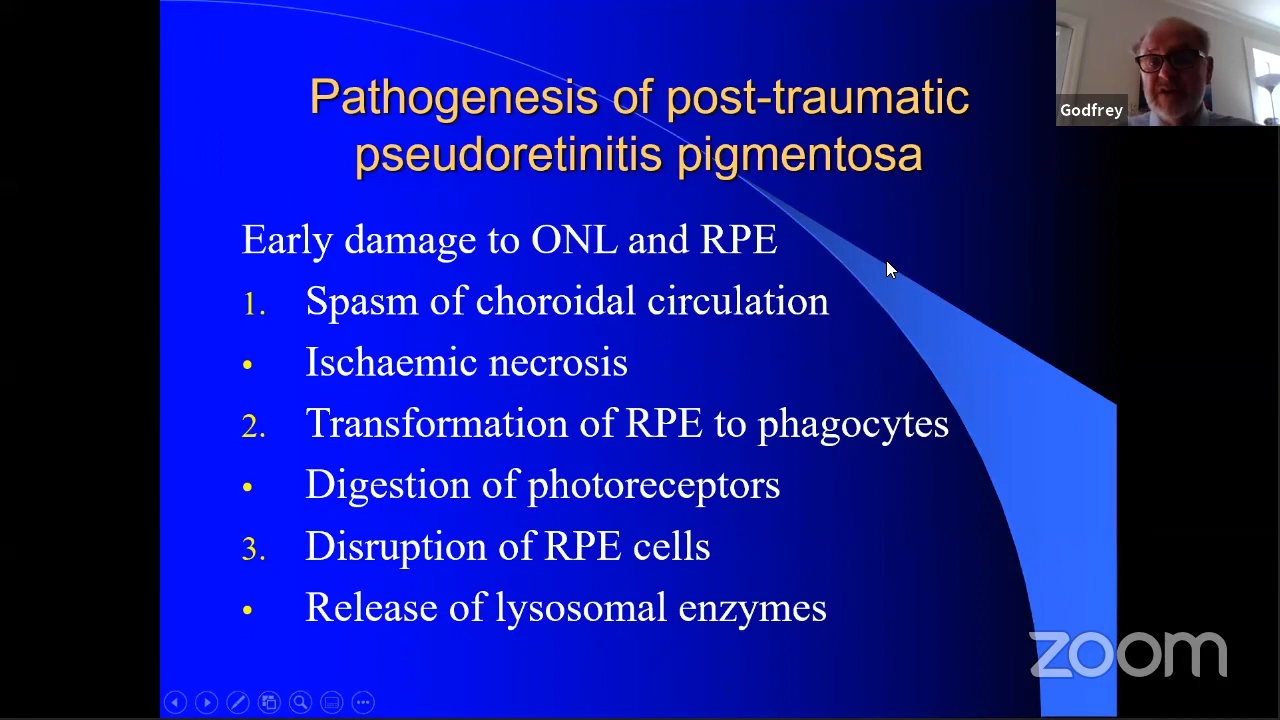 Pathogenesis of post-traumatic
pseudoretinitis pigmentosa
Godfrey
Early damage to ONL and RPE
1. Spasm of choroidal circulation
• Ischaemic necrosis
2. Transformation of RPE to phagocytes
• Digestion of photoreceptors
3. Disruption of RPE cells
• Release of lysosomal enzymes
zoom